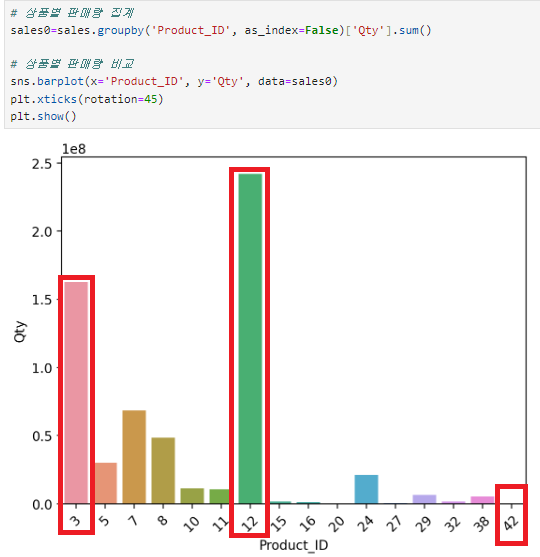 # 상품별 판매량 집계
sales0=sales.groupby('Product_ID', as_index=False)['Qty'].sum()
# 상품별 판매량 비교
sns.barplot(x='Product_ID', y='Qty', data=sales0)
plt.xticks(rotation=45)
plt.show()
1e8
2.5
2.0
1.5
1.0
0.5
0.0
Qty
3 5 7 8 10 11 12 15 16 20 24 27 29 32 38 42
Product_ID